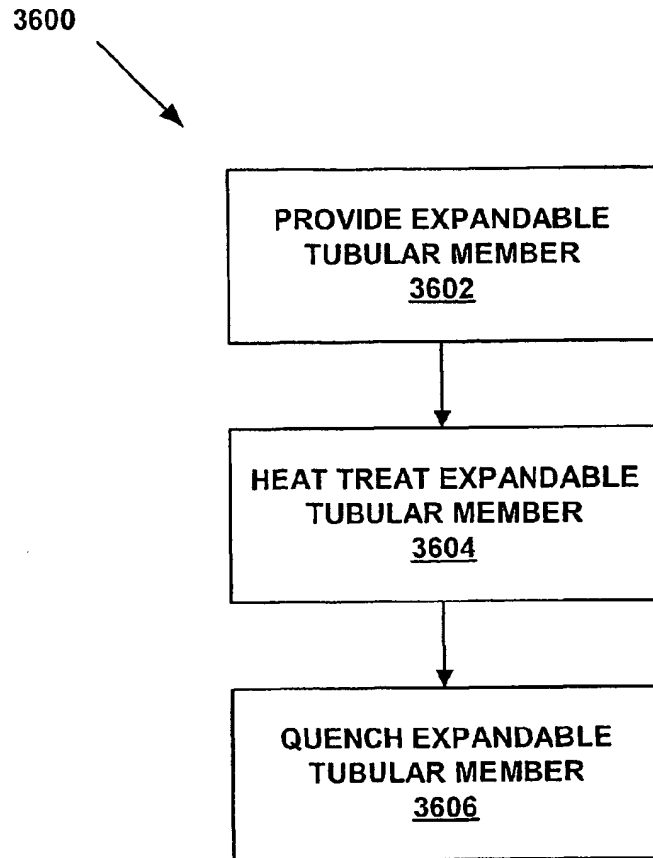 3600
PROVIDE EXPANDABLE
TUBULAR MEMBER
3602
HEAT TREAT EXPANDABLE
TUBULAR MEMBER
3604
QUENCH EXPANDABLE
TUBULAR MEMBER
3606